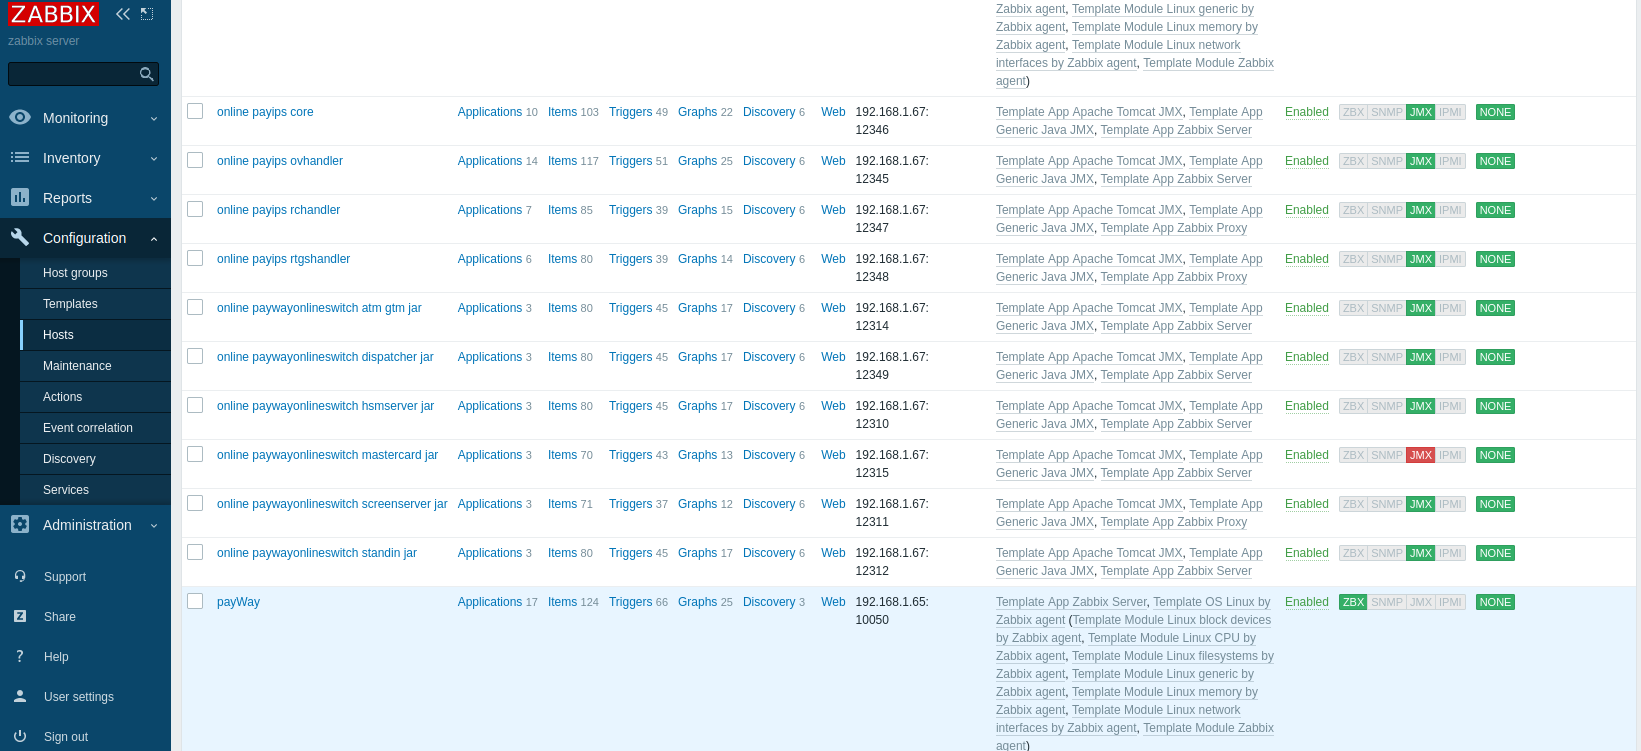 ZABBIX
zabbix server
Monitoring
Inventory
Reports
Configuration
Host groups
Templates
Hosts
Maintenance
Actions
Event correlation
Discovery
Services
Administration
Support
Share
Help
User settings
Sign out
Zabbix agent, Template Module Linux generic by
Zabbix agent, Template Module Linux memory by
Zabbix agent, Template Module Linux network
interfaces by Zabbix agent, Template Module Zabbix
agent)
online payips core Applications 10 Items 103 Triggers 49 Graphs 22 Discovery 6 Web 192.168.1.67: Template App Apache Tomcat JMX, Template App Enabled ZBX SNMP JMX IPMI NONE
12346 Generic Java JMX, Template App Zabbix Server
online payips ovhandler Applications 14 Items 117 Triggers 51 Graphs 25 Discovery 6 Web 192.168.1.67: Template App Apache Tomcat JMX, Template App Enabled ZBX SNMP JMX IPMI NONE
12345 Generic Java JMX, Template App Zabbix Server
online payips rchandler Applications 7 Items 85 Triggers 39 Graphs 15 Discovery 6 Web 192.168.1.67: Template App Apache Tomcat JMX, Template App Enabled ZBX SNMP JMX IPMI NONE
12347 Generic Java JMX, Template App Zabbix Proxy
online payips rtgshandler Applications 6 Items 80 Triggers 39 Graphs 14 Discovery 6 Web 192.168.1.67: Template App Apache Tomcat JMX, Template App Enabled ZBX SNMP JMX IPMI NONE
12348 Generic Java JMX, Template App Zabbix Proxy
online paywayonlineswitch atm gtm jar Applications 3 Items 80 Triggers 45 Graphs 17 Discovery 6 Web 192.168.1.67: Template App Apache Tomcat JMX, Template App Enabled ZBX SNMP JMX IPMI NONE
12314 Generic Java JMX, Template App Zabbix Server
online paywayonlineswitch dispatcher jar Applications 3 Items 80 Triggers 45 Graphs 17 Discovery 6 Web 192.168.1.67: Template App Apache Tomcat JMX, Template App Enabled ZBX SNMP JMX IPMI NONE
12349 Generic Java JMX, Template App Zabbix Server
online paywayonlineswitch hsmserver jar Applications 3 Items 80 Triggers 45 Graphs 17 Discovery 6 Web 192.168.1.67: Template App Apache Tomcat JMX, Template App Enabled ZBX SNMP JMX IPMI NONE
12310 Generic Java JMX, Template App Zabbix Server
online paywayonlineswitch mastercard jar Applications 3 Items 70 Triggers 43 Graphs 13 Discovery 6 Web 192.168.1.67: Template App Apache Tomcat JMX, Template App Enabled ZBX SNMP JMX IPMI NONE
12315 Generic Java JMX, Template App Zabbix Server
online paywayonlineswitch screenserver jar Applications 3 Items 71 Triggers 37 Graphs 12 Discovery 6 Web 192.168.1.67: Template App Apache Tomcat JMX, Template App Enabled ZBX SNMP JMX IPMI NONE
12311 Generic Java JMX, Template App Zabbix Proxy
online paywayonlineswitch standin jar Applications 3 Items 80 Triggers 45 Graphs 17 Discovery 6 Web 192.168.1.67: Template App Apache Tomcat JMX, Template App Enabled ZBX SNMP JMX IPMI NONE
12312 Generic Java JMX, Template App Zabbix Server
payWay Applications 17 Items 124 Triggers 66 Graphs 25 Discovery 3 Web 192.168.1.65: Template App Zabbix Server, Template OS Linux by Enabled ZBX SNMP JMX IPMI NONE
10050 Zabbix agent (Template Module Linux block devices
by Zabbix agent, Template Module Linux CPU by
Zabbix agent, Template Module Linux filesystems by
Zabbix agent, Template Module Linux generic by
Zabbix agent, Template Module Linux memory by
Zabbix agent, Template Module Linux network
interfaces by Zabbix agent, Template Module Zabbix
agent)